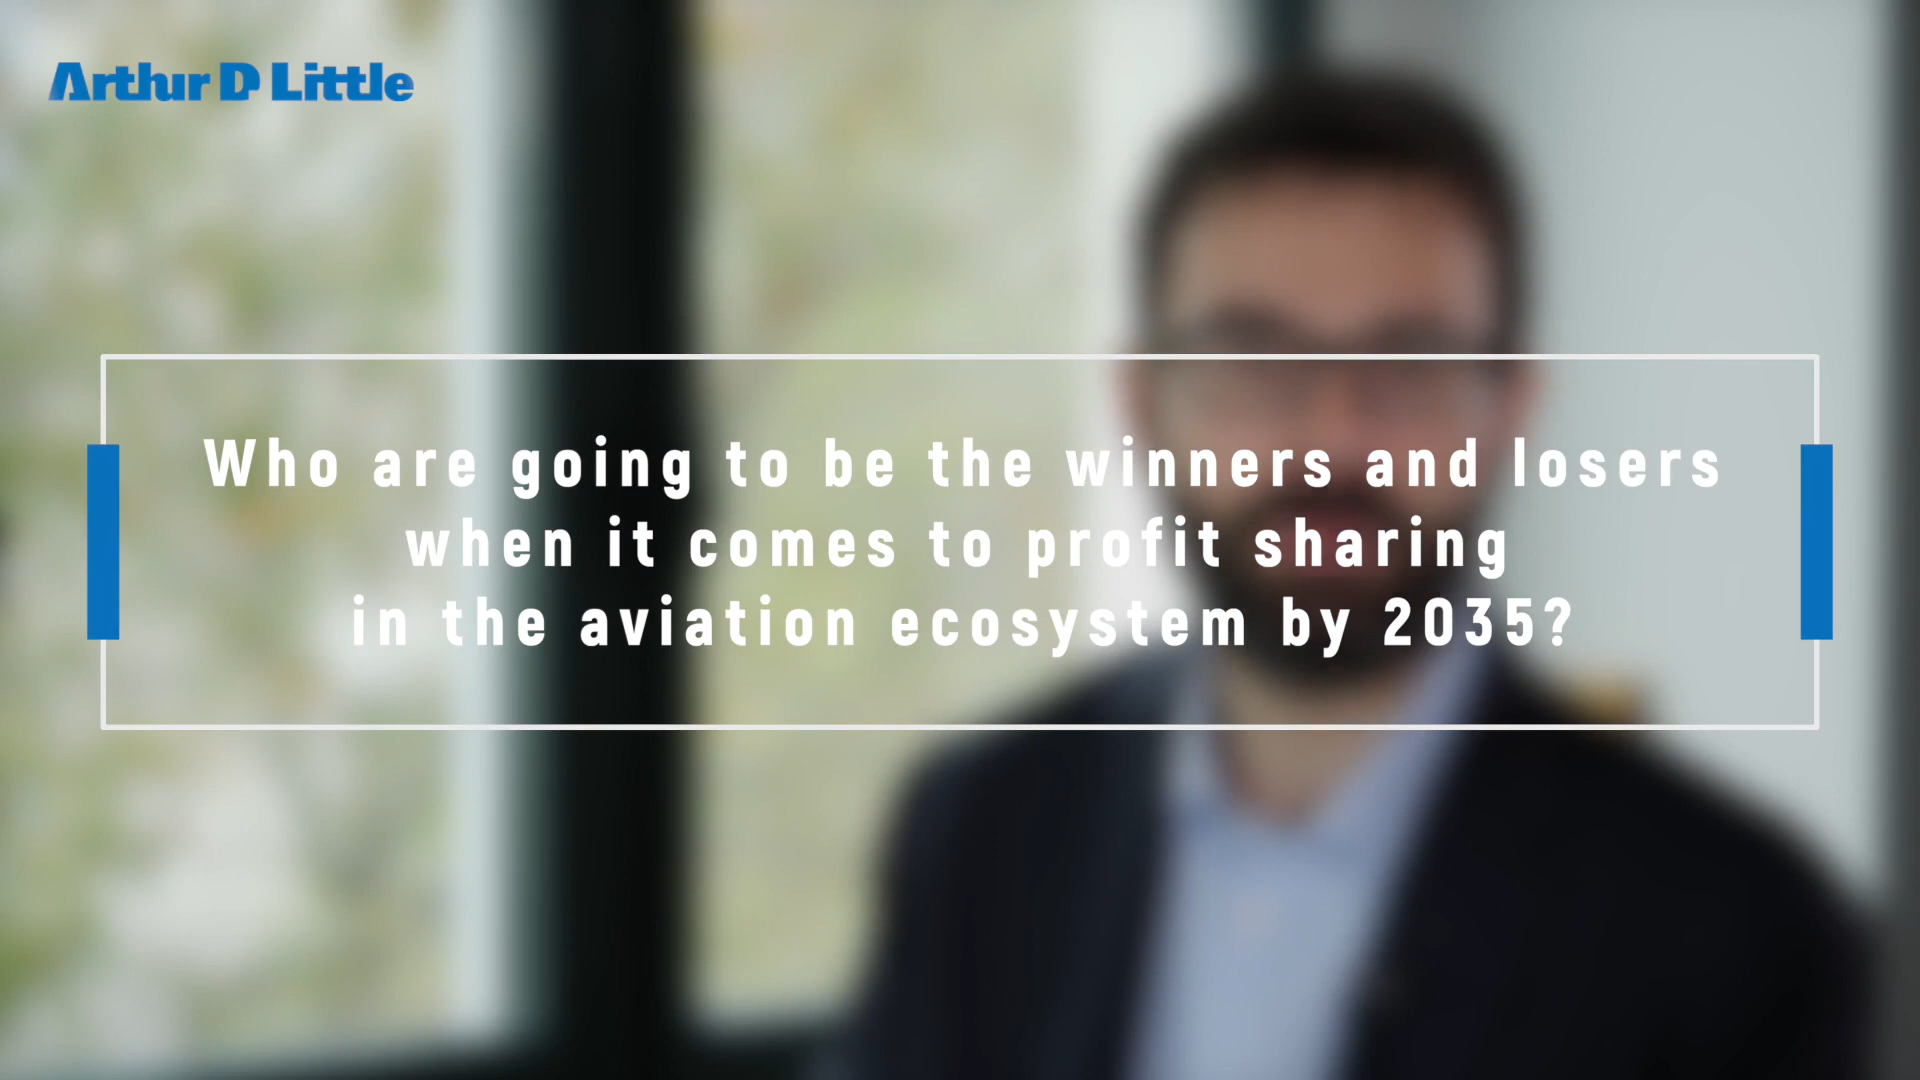 Arthur D Little
Who are going to be the winners and losers
when it comes to profit sharing
in the aviation ecosystem by 2035?